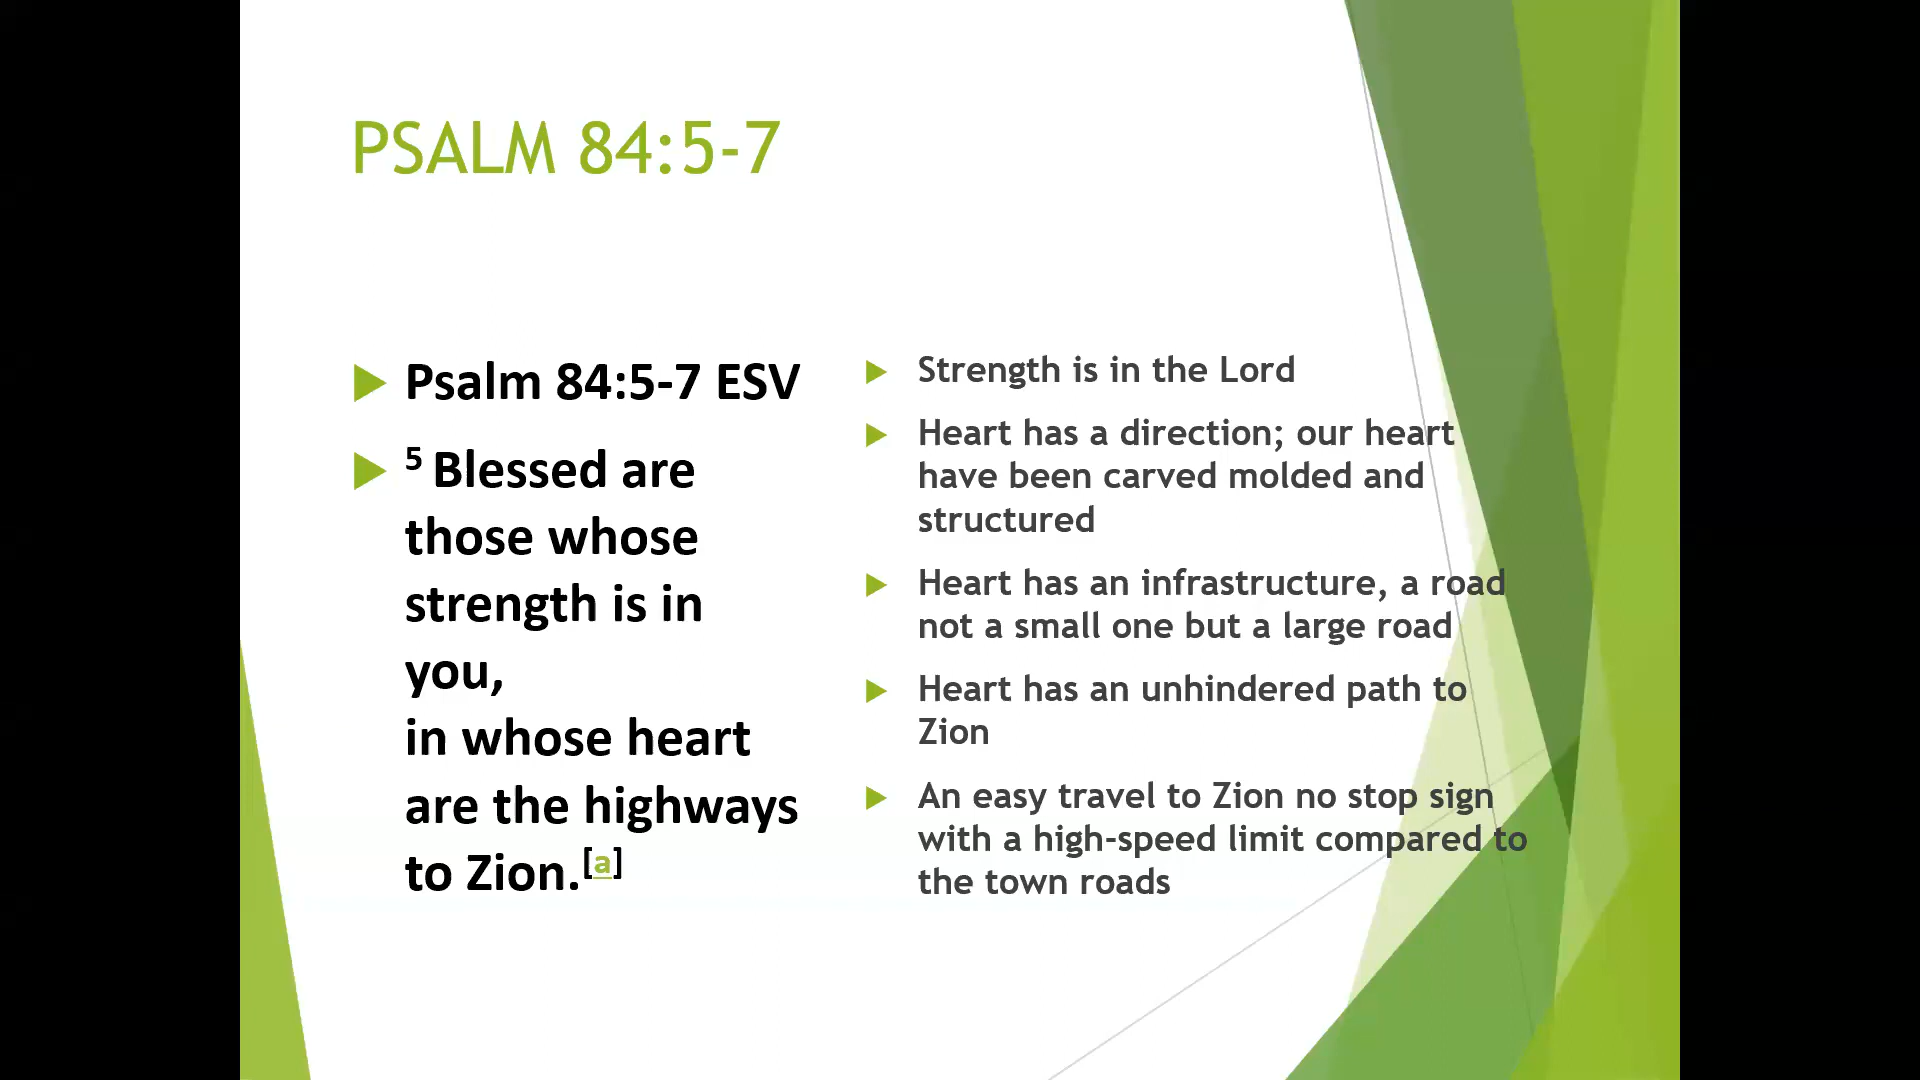 PSALM 84:5-7
Psalm 84:5-7 ESV
5 Blessed are
those whose
strength is in
you,
in whose heart
are the highways
to Zion.[a]
Strength is in the Lord
Heart has a direction; our heart
have been carved molded and
structured
Heart has an infrastructure, a road
not a small one but a large road
Heart has an unhindered path to
Zion
An easy travel to Zion no stop sign
with a high-speed limit compared to
the town roads